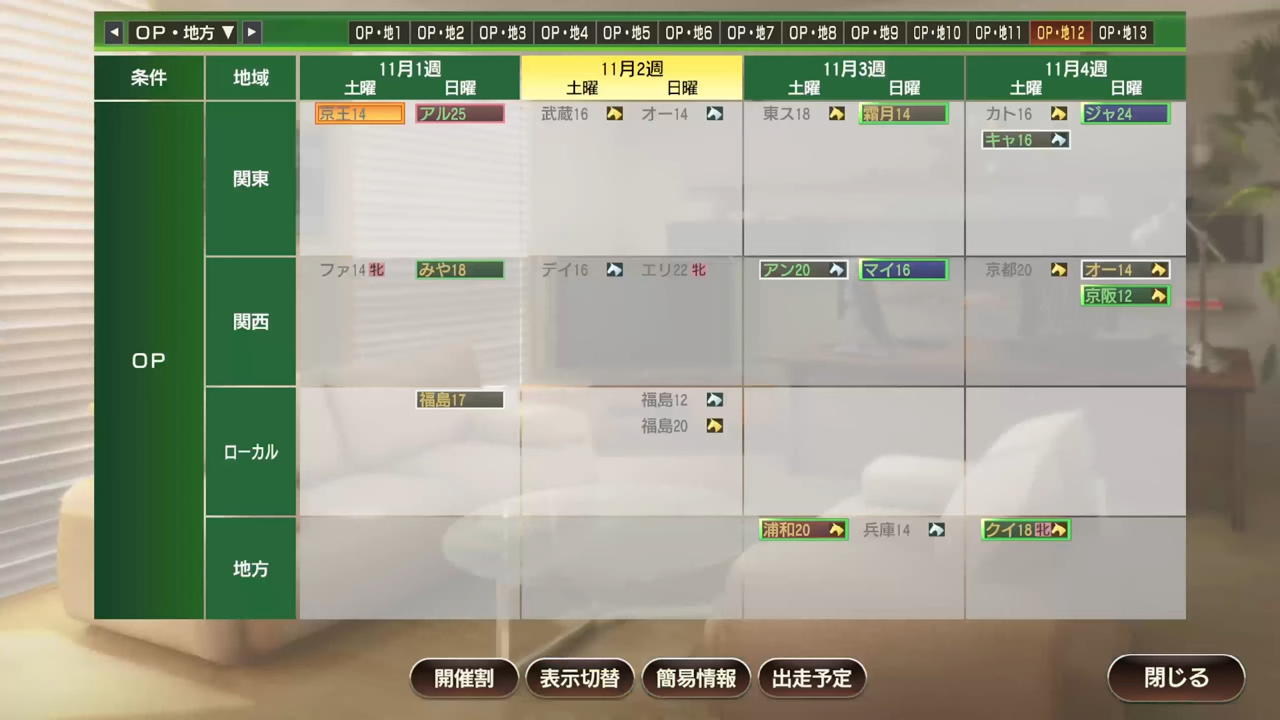 ◀ OP・地方▼ ▶ OP・地1 OP・地2 OP・地3 OP・地4 OP・地5 OP・地6 OP・地7 OP・地8 OP・地9 OP・地10 OP・地11 OP・地12 OP・地13
条件 地域 11月1週 11月2週 11月3週 11月4週
土曜 日曜 土曜 日曜 土曜 日曜 土曜 日曜
OP
関東
京王14 アル25 武蔵16 オー14 東ス18 霜月14 カト16 ジャ24
キャ16
関西
ファ14牝 みや18 デイ16 エリ22牝 アン20 マイ16 京都20 オー14
京阪12
ローカル
福島17 福島12
福島20
地方
浦和20 兵庫14 クイ18牝
開催割 表示切替 簡易情報 出走予定 閉じる